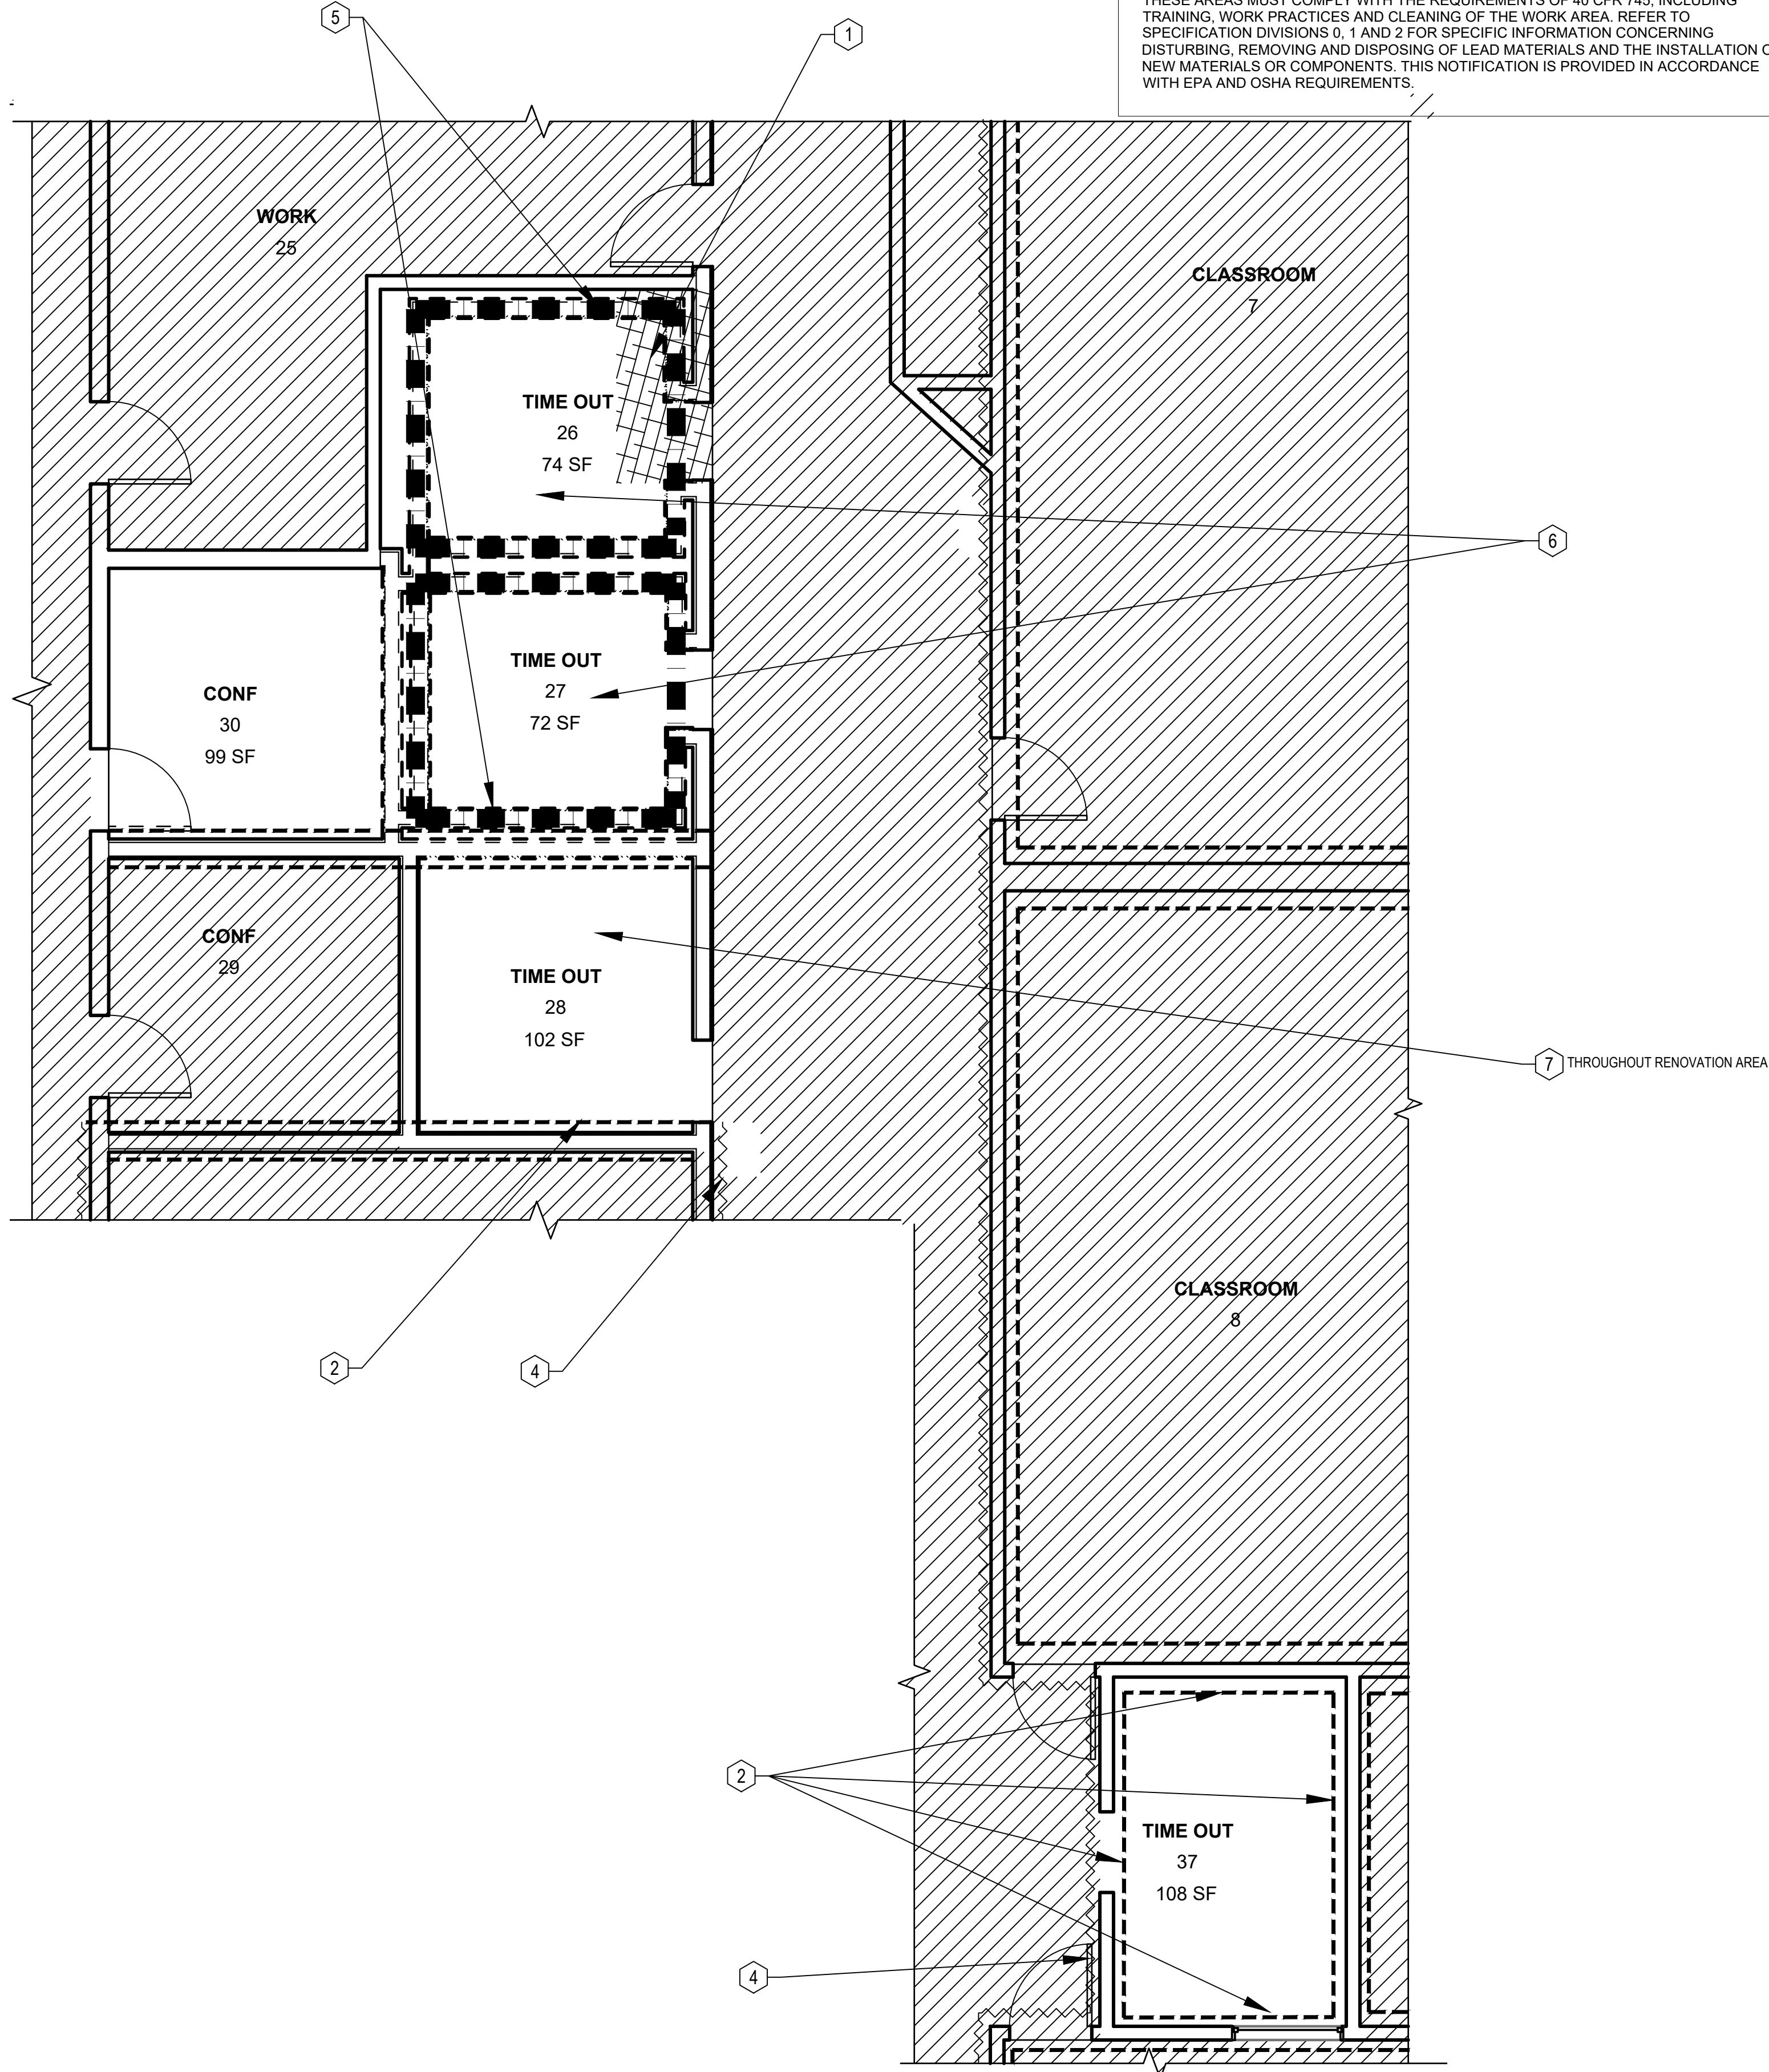 THESE AREAS MUST COMPLY WITH THE REQUIREMENTS OF 40 CFR 745, INCLUDING
TRAINING, WORK PRACTICES AND CLEANING OF THE WORK AREA. REFER TO
SPECIFICATION DIVISIONS 0, 1 AND 2 FOR SPECIFIC INFORMATION CONCERNING
DISTURBING, REMOVING AND DISPOSING OF LEAD MATERIALS AND THE INSTALLATION
NEW MATERIALS OR COMPONENTS. THIS NOTIFICATION IS PROVIDED IN ACCORDANCE
WITH EPA AND OSHA REQUIREMENTS.
5
1
WORK
25
CLASSROOM
7
TIME OUT
26
74 SF
6
TIME OUT
27
72 SF
CONF
30
99 SF
CONF
29
TIME OUT
28
102 SF
7 THROUGHOUT RENOVATION AREA
CLASSROOM
8
2
4
2
TIME OUT
37
108 SF
4